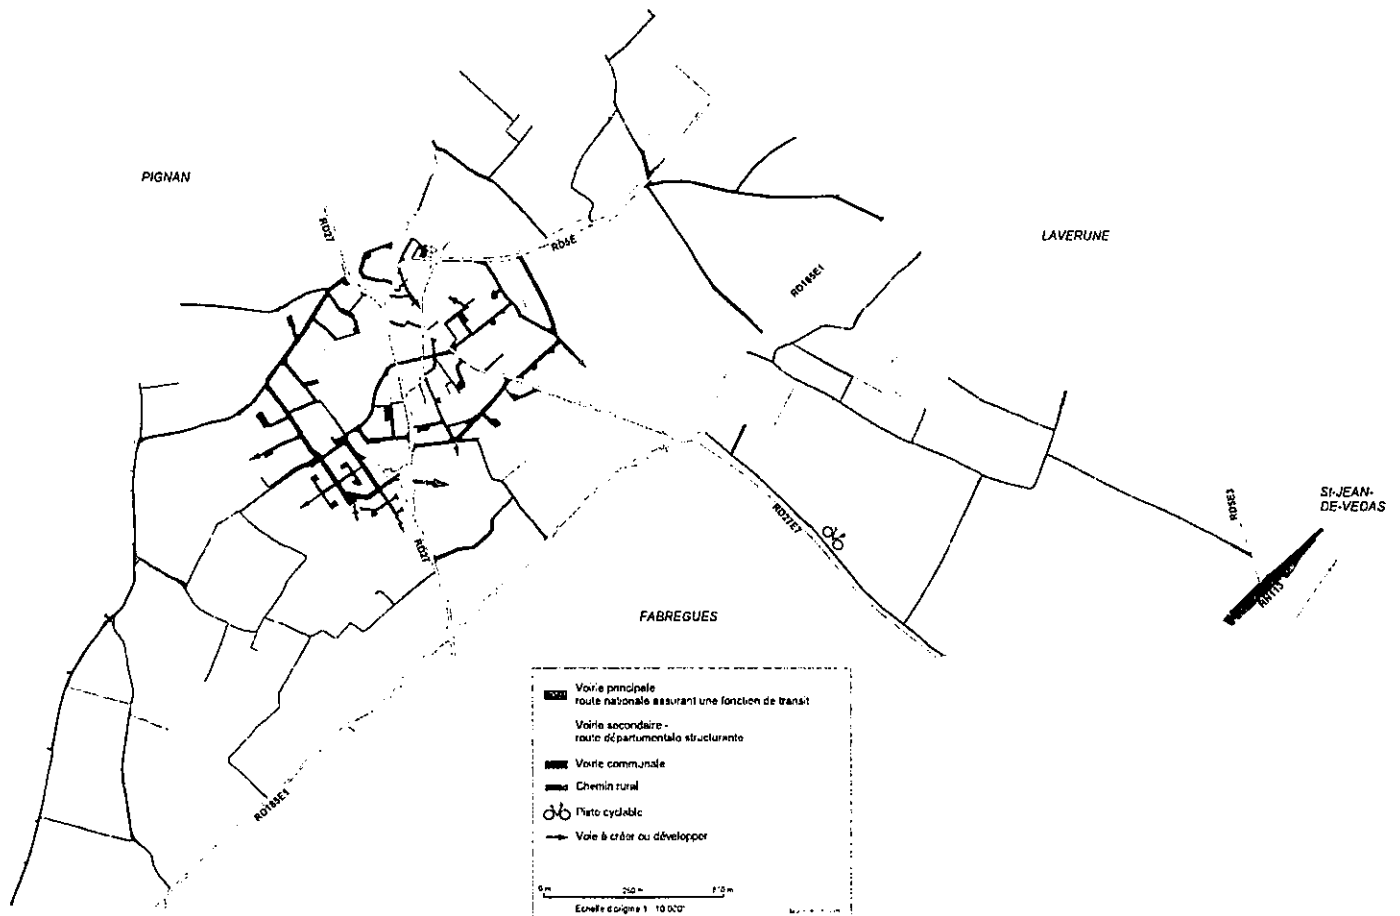 PIGNAN
RD27
RD5E
LAVERUNE
RD185E1
RD5E3
ST-JEAN-
DE-VEDAS
RN113
RD27E7
RD27
FABREGUES
RD185E1
Voirie principale
route nationale assurant une fonction de transit
Voirie secondaire -
route départementale structurante
Voirie communale
Chemin rural
Piste cyclable
Voie à créer ou développer
0 m 250 m
Echelle d'origine 1 10 000°